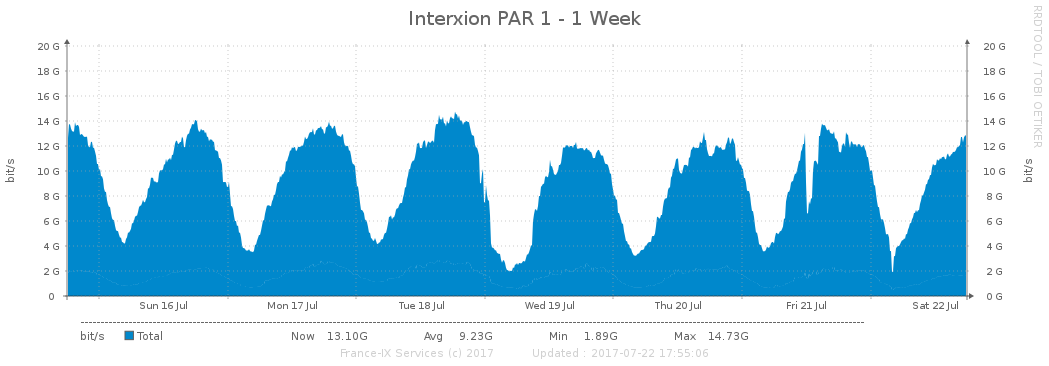 Interxion PAR 1 - 1 Week
RRDTOOL / TOBI OETIKER
20 G 20 G
18 G 18 G
16 G 16 G
14 G 14 G
12 G 12 G
10 G 10 G
8 G 8 G
6 G 6 G
4 G 4 G
2 G 2 G
0 0 G
bit/s
bit/s
Sun 16 Jul Mon 17 Jul Tue 18 Jul Wed 19 Jul Thu 20 Jul Fri 21 Jul Sat 22 Jul
bit/s Total Now 13.10G Avg 9.23G Min 1.89G Max 14.73G
France-IX Services (c) 2017 Updated : 2017-07-22 17:55:06